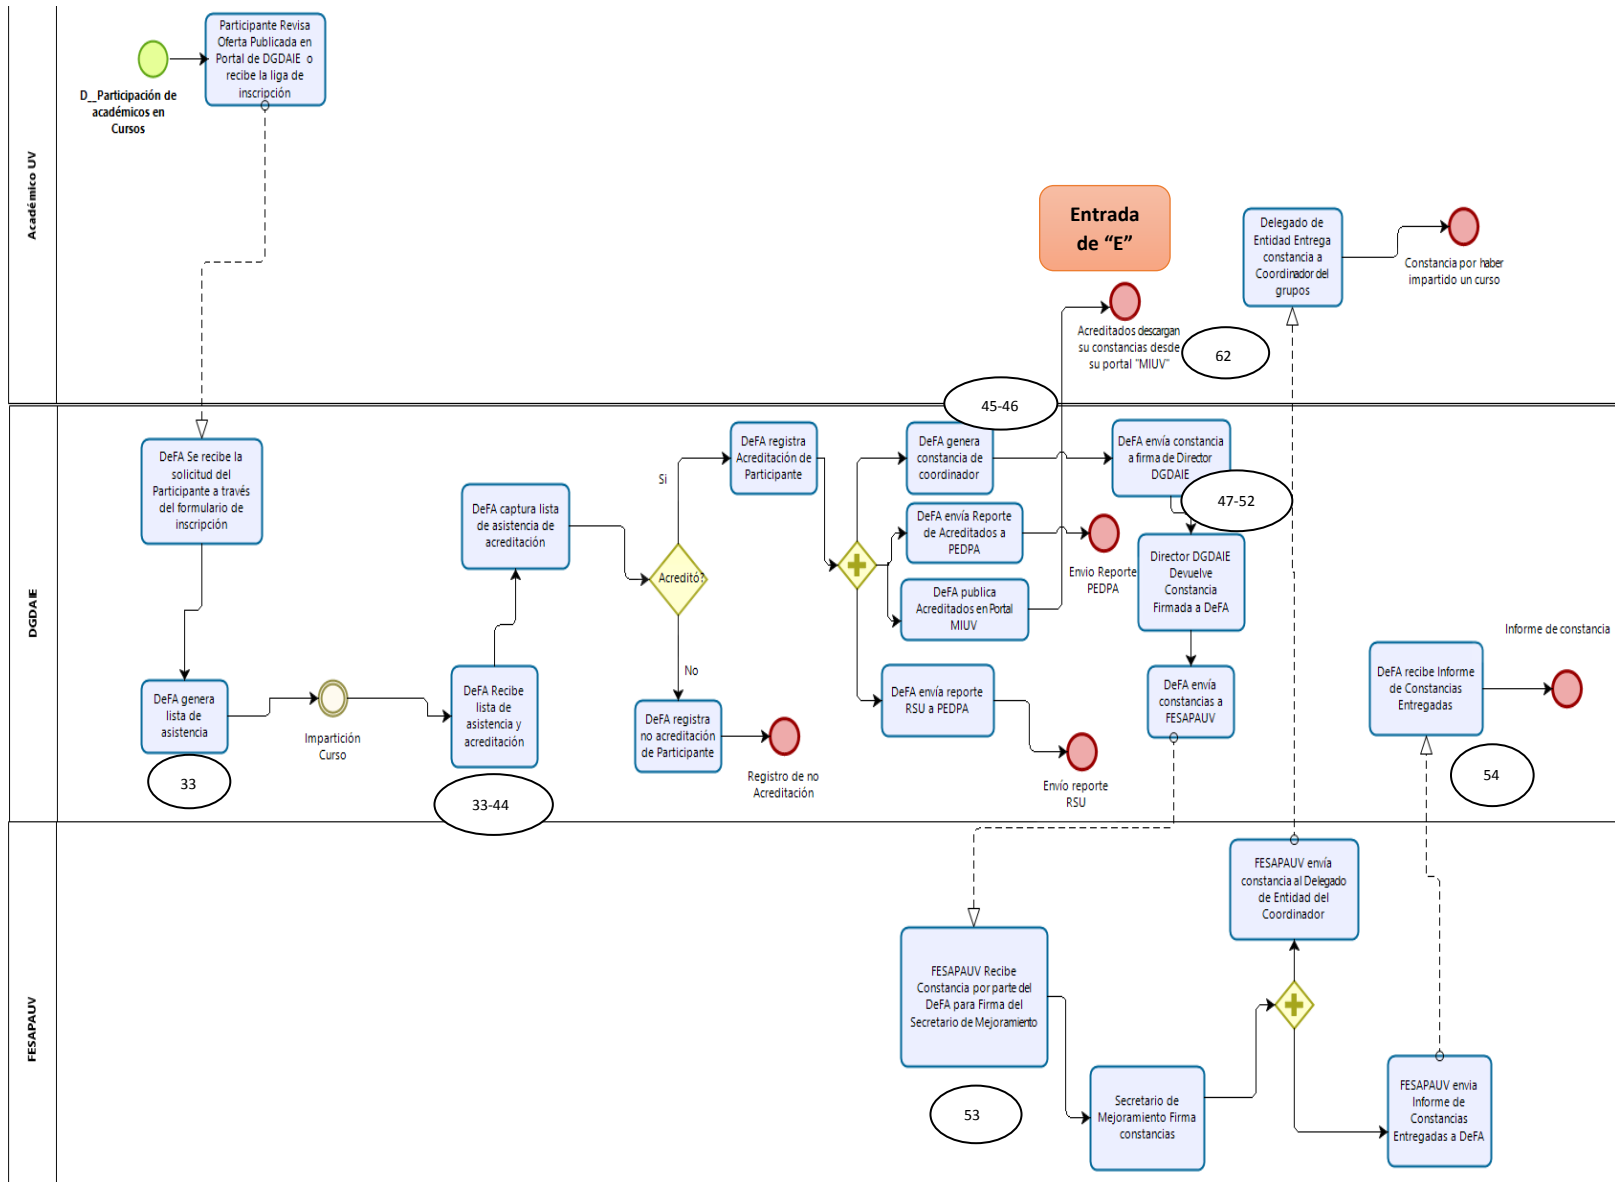 Académico UV
D__Participación de
académicos en
Cursos
Participante Revisa
Oferta Publicada en
Portal de DGDAIE o
recibe la liga de
inscripción
Entrada
de “E”
Acreditados descargan
su constancias desde
su portal "MIUV"
62
Delegado de
Entidad Entrega
constancia a
Coordinador del
grupos
Constancia por haber
impartido un curso
DGDAIE
DeFA Se recibe la
solicitud del
Participante a través
del formulario de
inscripción
DeFA genera
lista de
asistencia
33
Impartición
Curso
DeFA Recibe
lista de
asistencia y
acreditación
33-44
DeFA captura lista
de asistencia de
acreditación
Acreditó?
Si
No
DeFA registra
Acreditación de
Participante
DeFA registra
no acreditación
de Participante
Registro de no
Acreditación
45-46
DeFA genera
constancia de
coordinador
DeFA envía Reporte
de Acreditados a
PEDPA
Envio Reporte
PEDPA
DeFA publica
Acreditados en Portal
MIUV
DeFA envía reporte
RSU a PEDPA
Envío reporte
RSU
DeFA envía constancia
a firma de Director
DGDAIE
47-52
Director DGDAIE
Devuelve
Constancia
Firmada a DeFA
DeFA envía
constancias a
FESAPAUV
DeFA recibe Informe
de Constancias
Entregadas
Informe de constancia
54
FESAPAUV
FESAPAUV Recibe
Constancia por parte del
DeFA para Firma del
Secretario de Mejoramiento
53
Secretario de
Mejoramiento Firma
constancias
FESAPAUV envía
constancia al Delegado
de Entidad del
Coordinador
FESAPAUV envia
Informe de
Constancias
Entregadas a DeFA